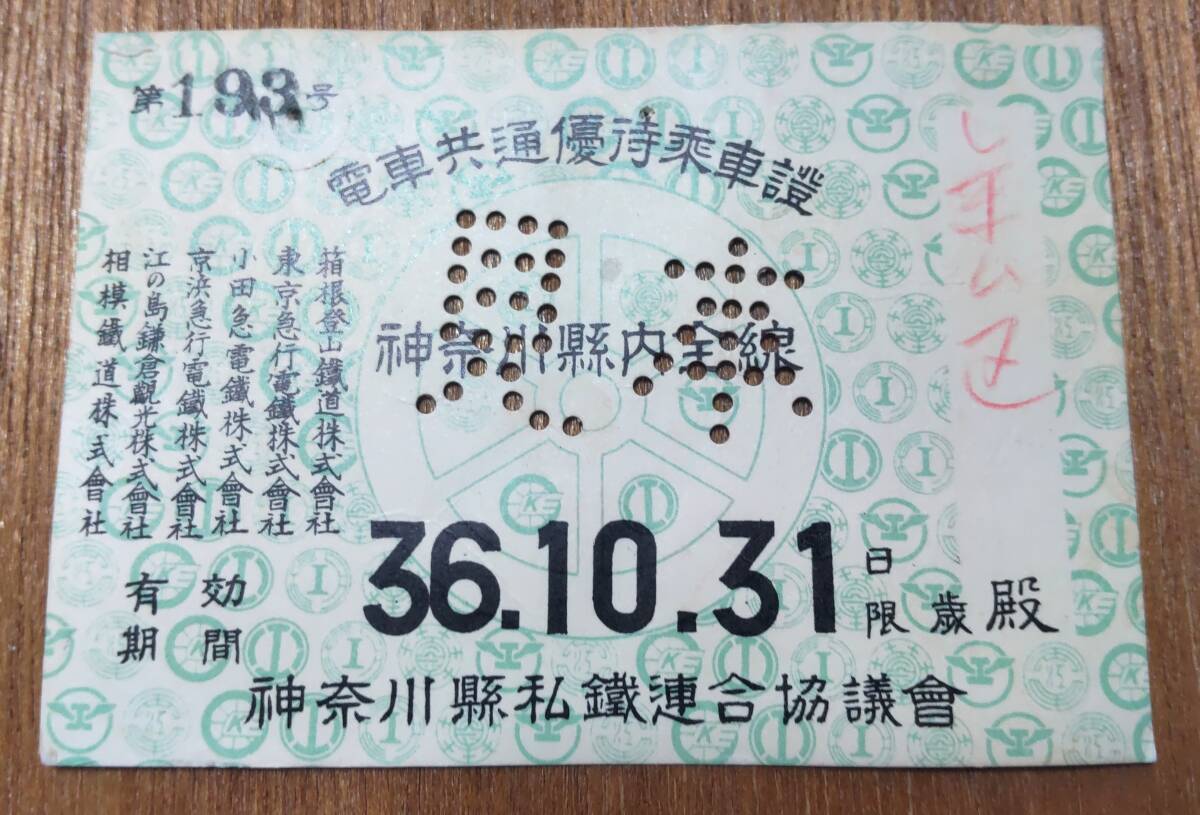 第193号
電車共通優待乗車證
見本
神奈川縣内全線
箱根登山鐵道株式會社
東京急行電鐵株式會社
小田急電鐵株式會社
京浜急行電鐵株式會社
江の島鎌倉觀光株式會社
相模鐵道株式會社
有効期間
36.10.31日限
歳
殿
神奈川縣私鐵連合協議會